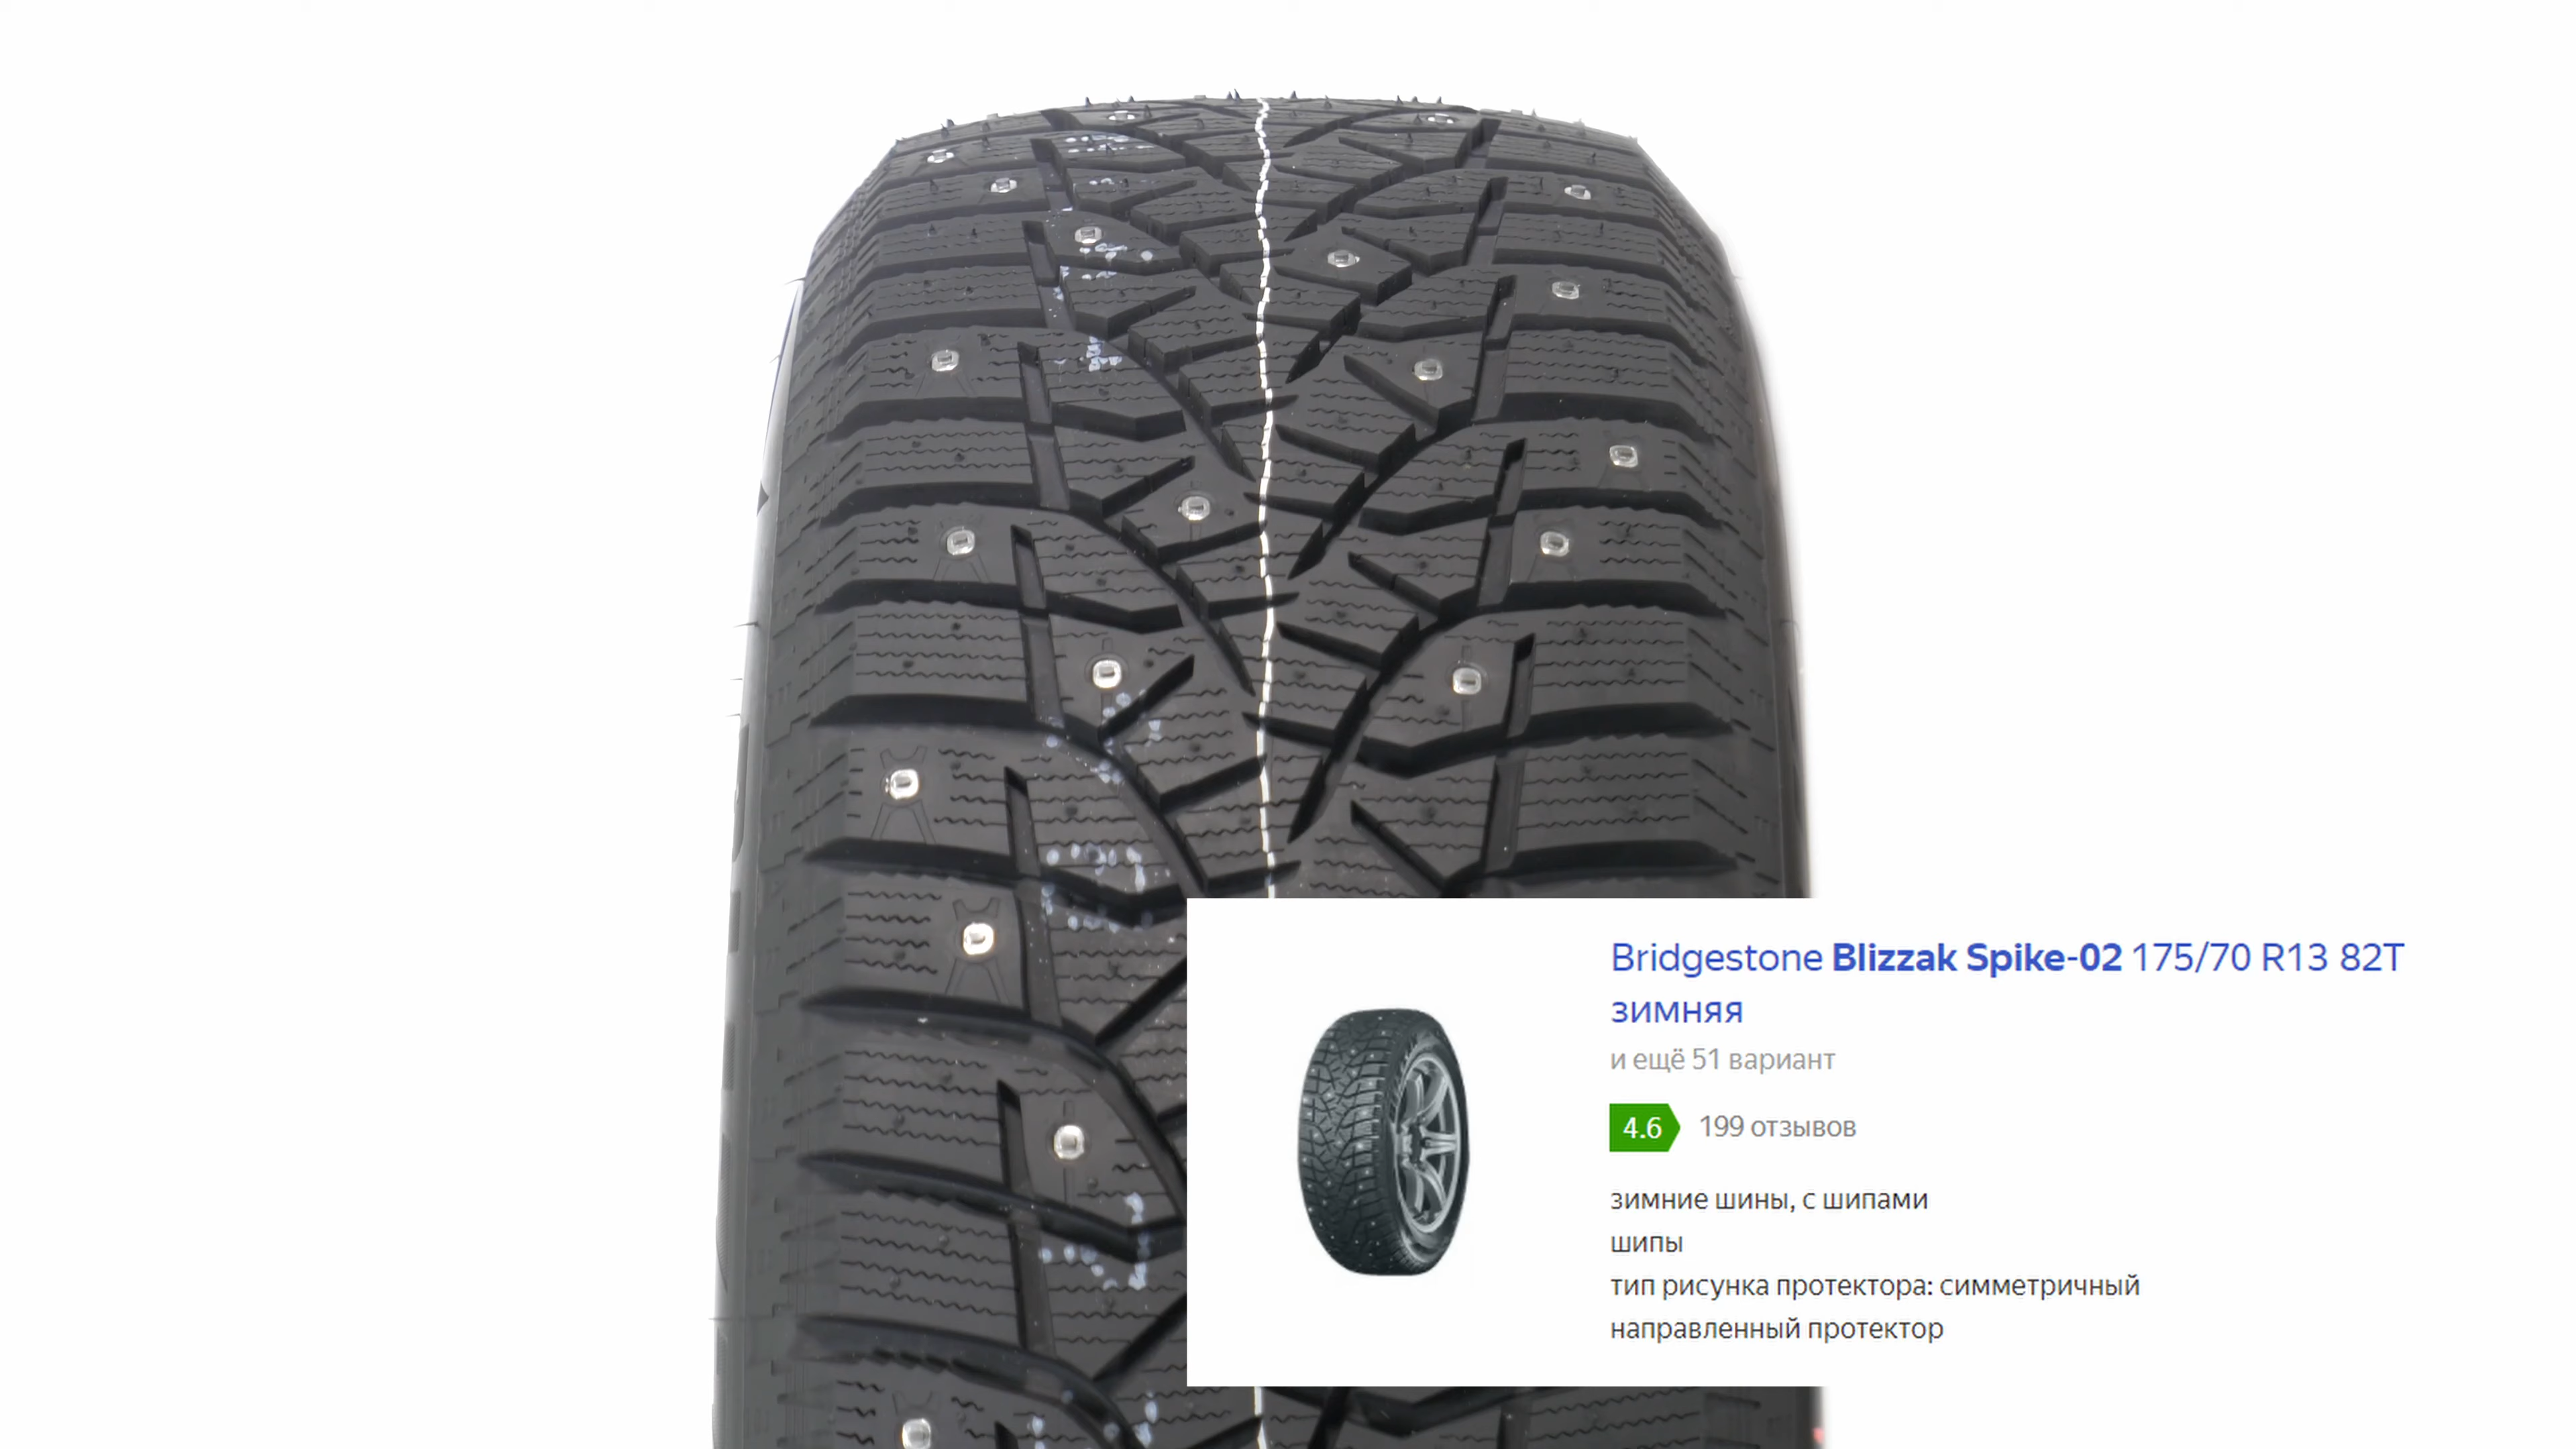 Bridgestone Blizzak Spike-02 175/70 R13 82T
зимняя
и ещё 51 вариант
4.6 199 отзывов
зимние шины, с шипами
шипы
тип рисунка протектора: симметричный
направленный протектор